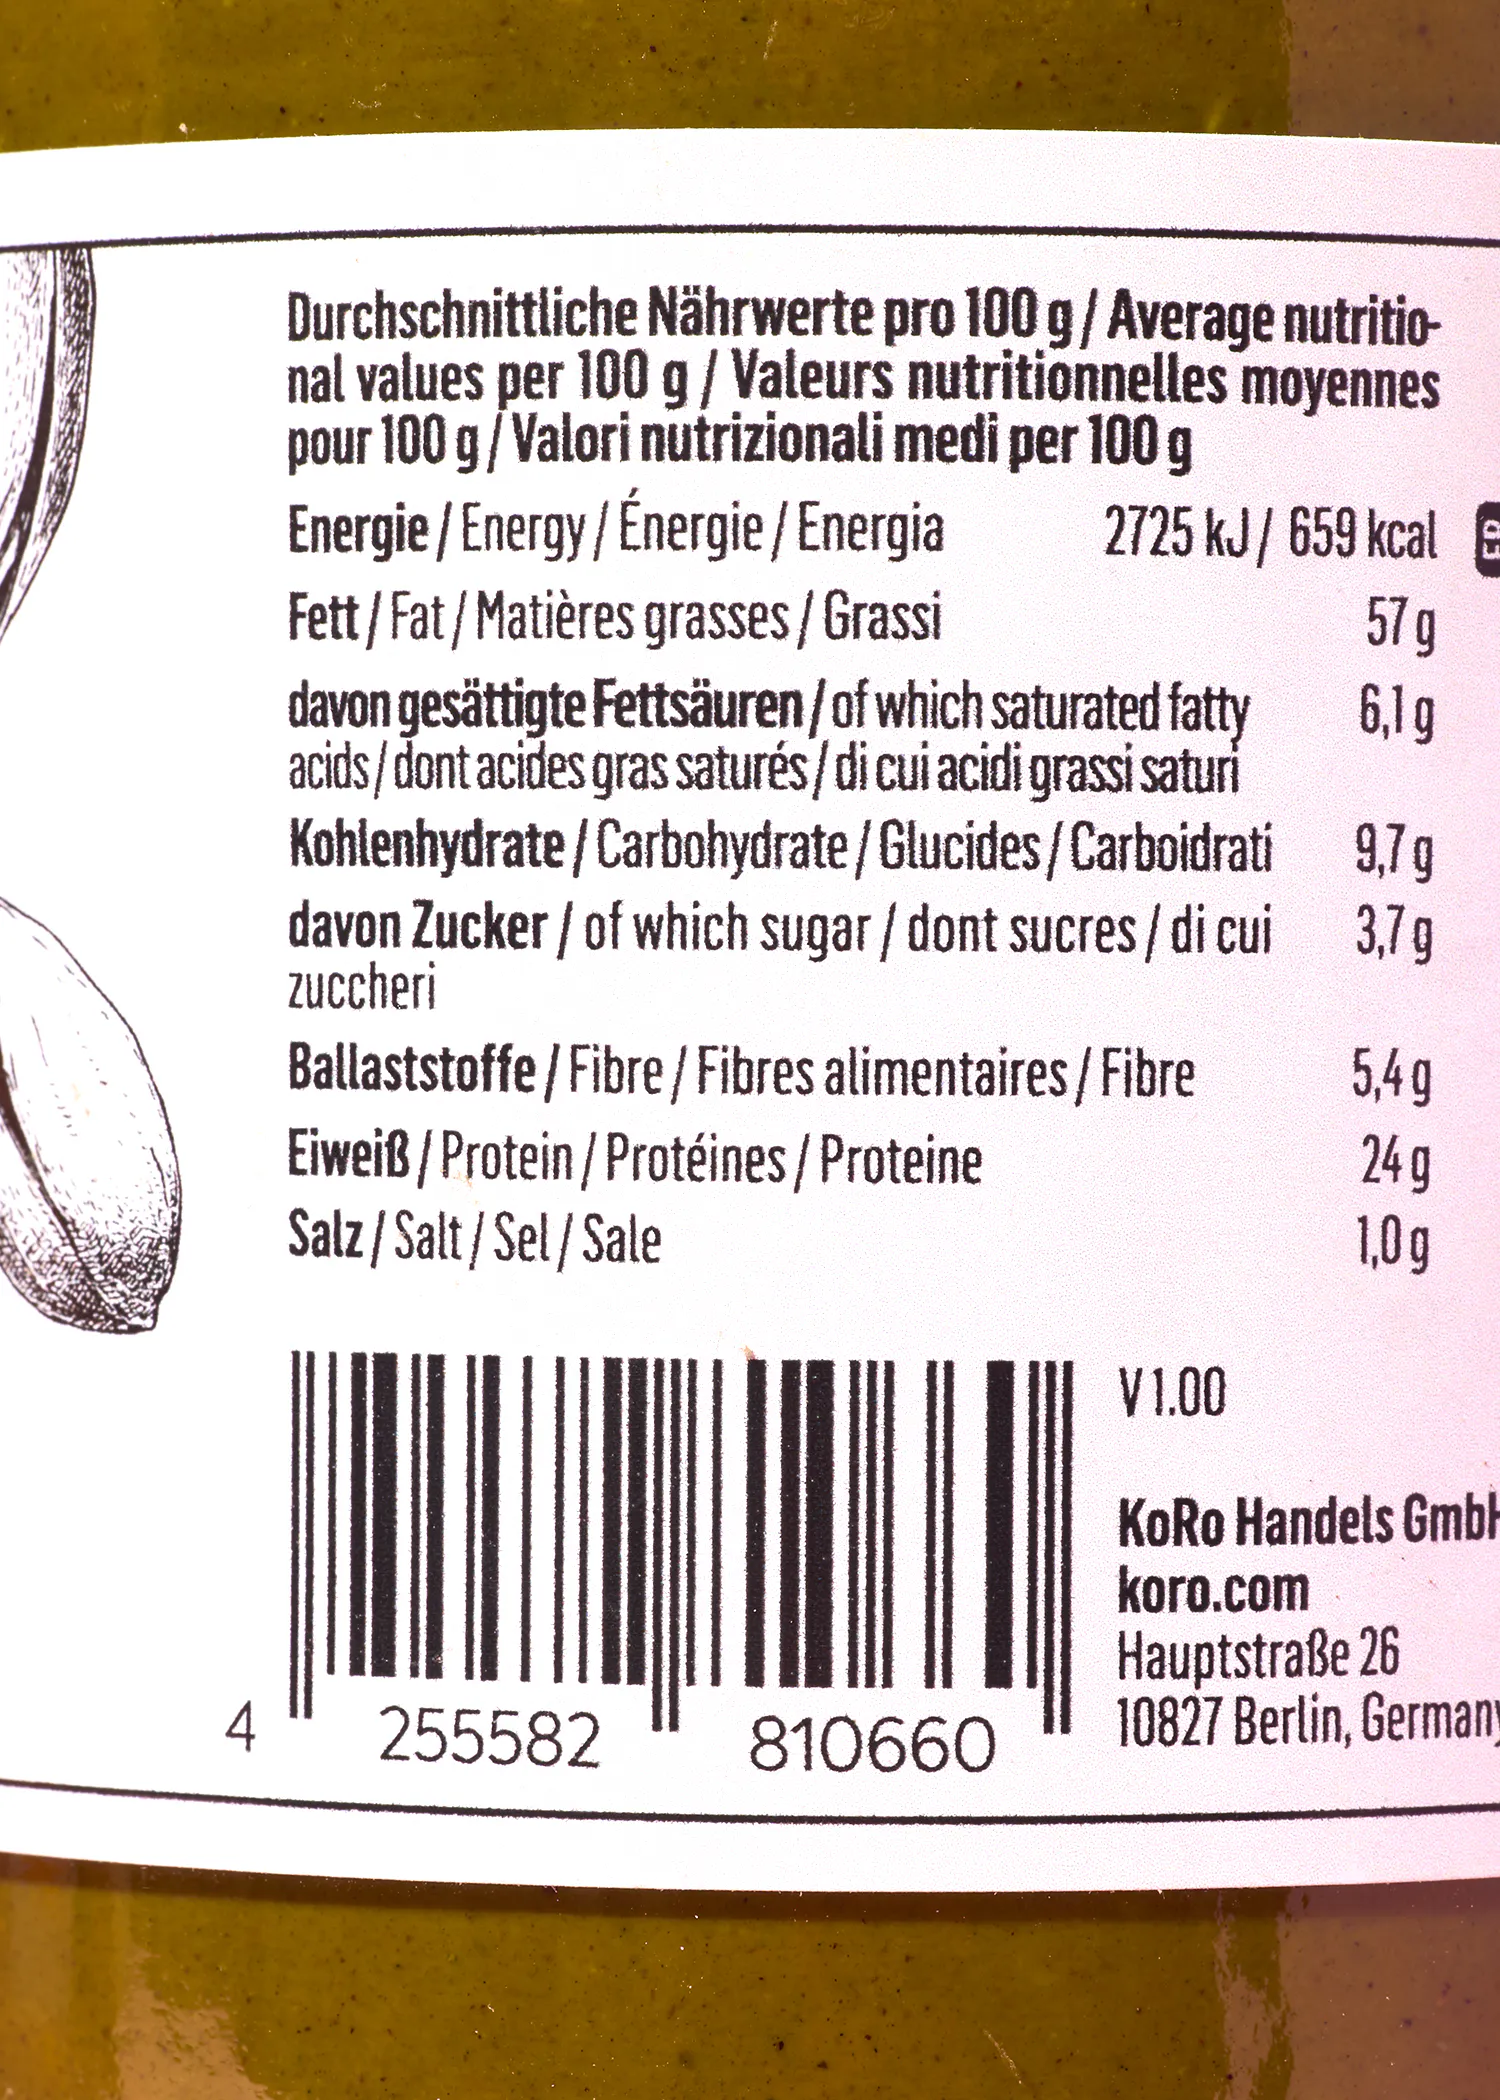 Durchschnittliche Nährwerte pro 100 g / Average nutritio-
nal values per 100 g / Valeurs nutritionnelles moyennes
pour 100 g / Valori nutrizionali medi per 100 g
Energie / Energy / Énergie / Energia 2725 kJ / 659 kcal
Fett / Fat / Matières grasses / Grassi 57 g
davon gesättigte Fettsäuren / of which saturated fatty 6,1 g
acids / dont acides gras saturés / di cui acidi grassi saturi
Kohlenhydrate / Carbohydrate / Glucides / Carboidrati 9,7 g
davon Zucker / of which sugar / dont sucres / di cui 3,7 g
zuccheri
Ballaststoffe / Fibre / Fibres alimentaires / Fibre 5,4 g
Eiweiß / Protein / Protéines / Proteine 24 g
Salz / Salt / Sel / Sale 1,0 g
V 1.00
KoRo Handels GmbH
koro.com
Hauptstraße 26
10827 Berlin, Germany
4 255582 810660